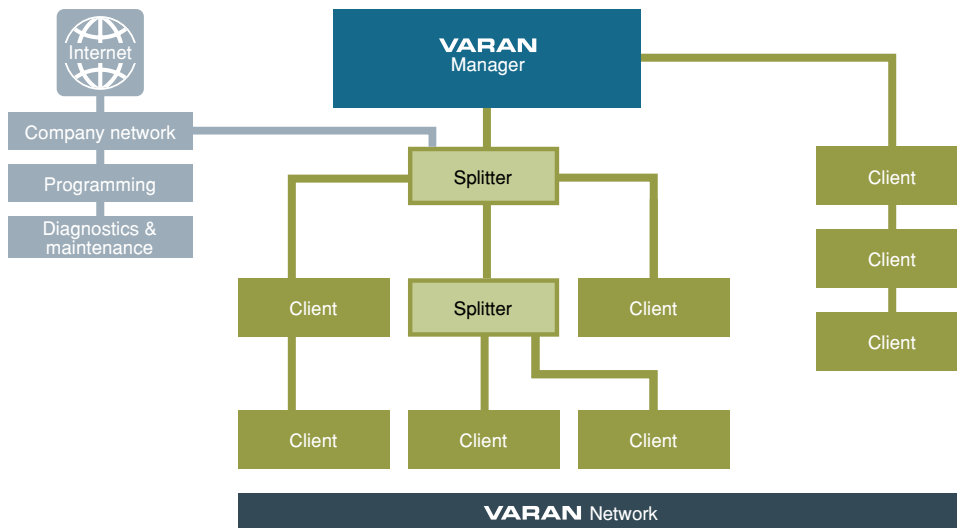 Internet
VARAN
Manager
Company network
Programming
Diagnostics &
maintenance
Splitter
Client
Client
Client
Client
Splitter
Client
Client
Client
Client
VARAN Network